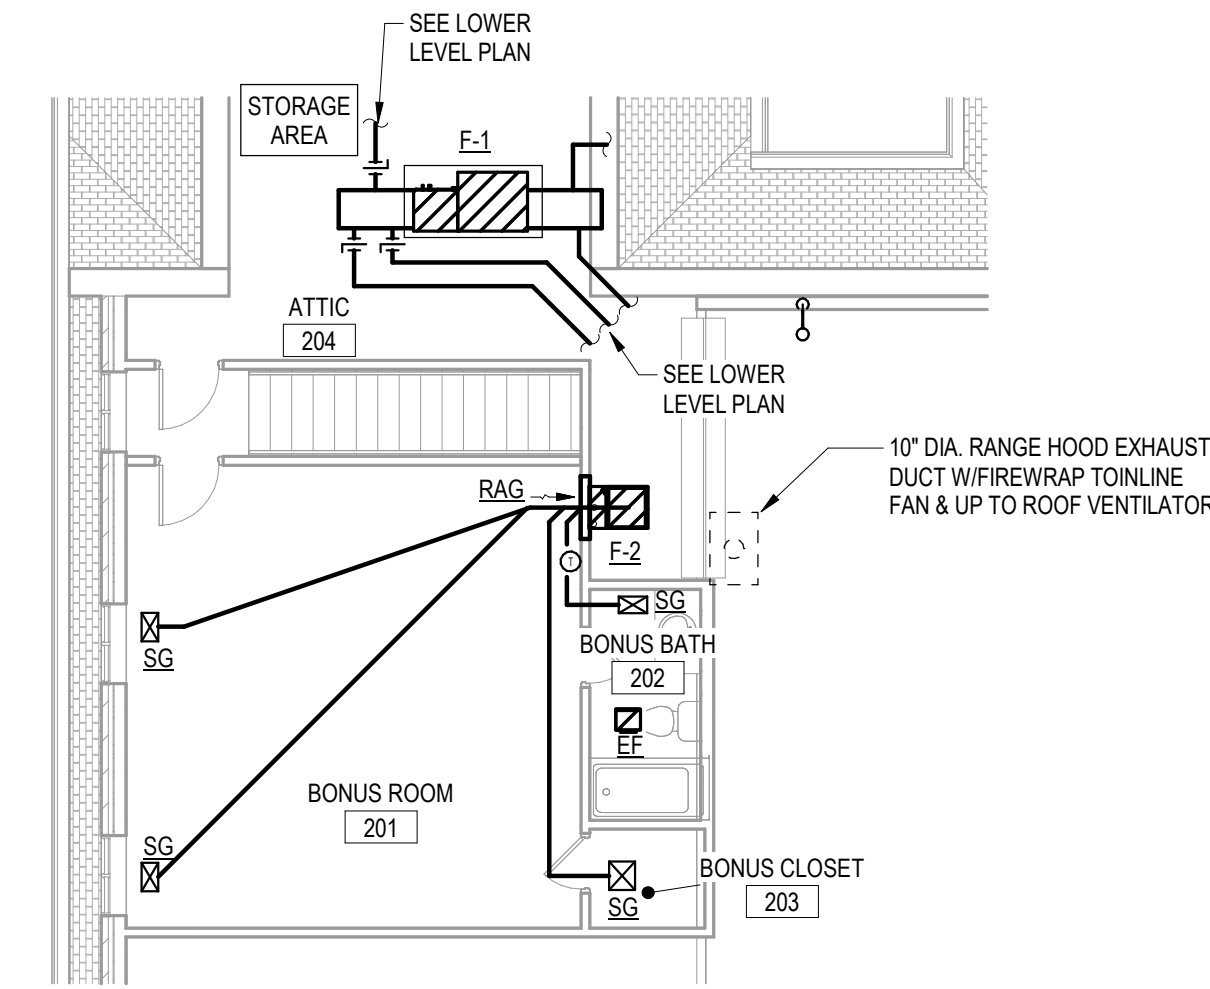 SEE LOWER
LEVEL PLAN
STORAGE
AREA
F-1
ATTIC
204
SEE LOWER
LEVEL PLAN
10" DIA. RANGE HOOD EXHAUST
DUCT W/FIREWRAP TOINLINE
FAN & UP TO ROOF VENTILATOR
RAG
F-2
T
SG
SG
BONUS BATH
202
EF
BONUS ROOM
201
SG
BONUS CLOSET
203
SG